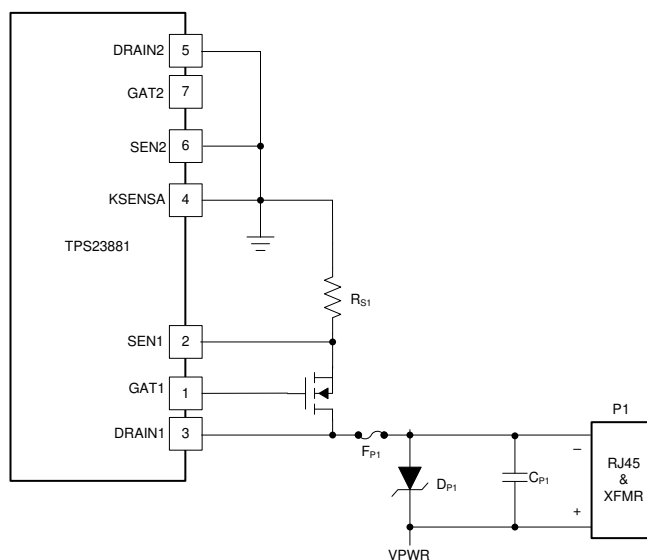 DRAIN2
5
GAT2
7
SEN2
6
KSENSA
4
TPS23881
R_S1
SEN1
2
GAT1
1
DRAIN1
3
F_P1
D_P1
C_P1
P1
–
RJ45
&
XFMR
+
VPWR